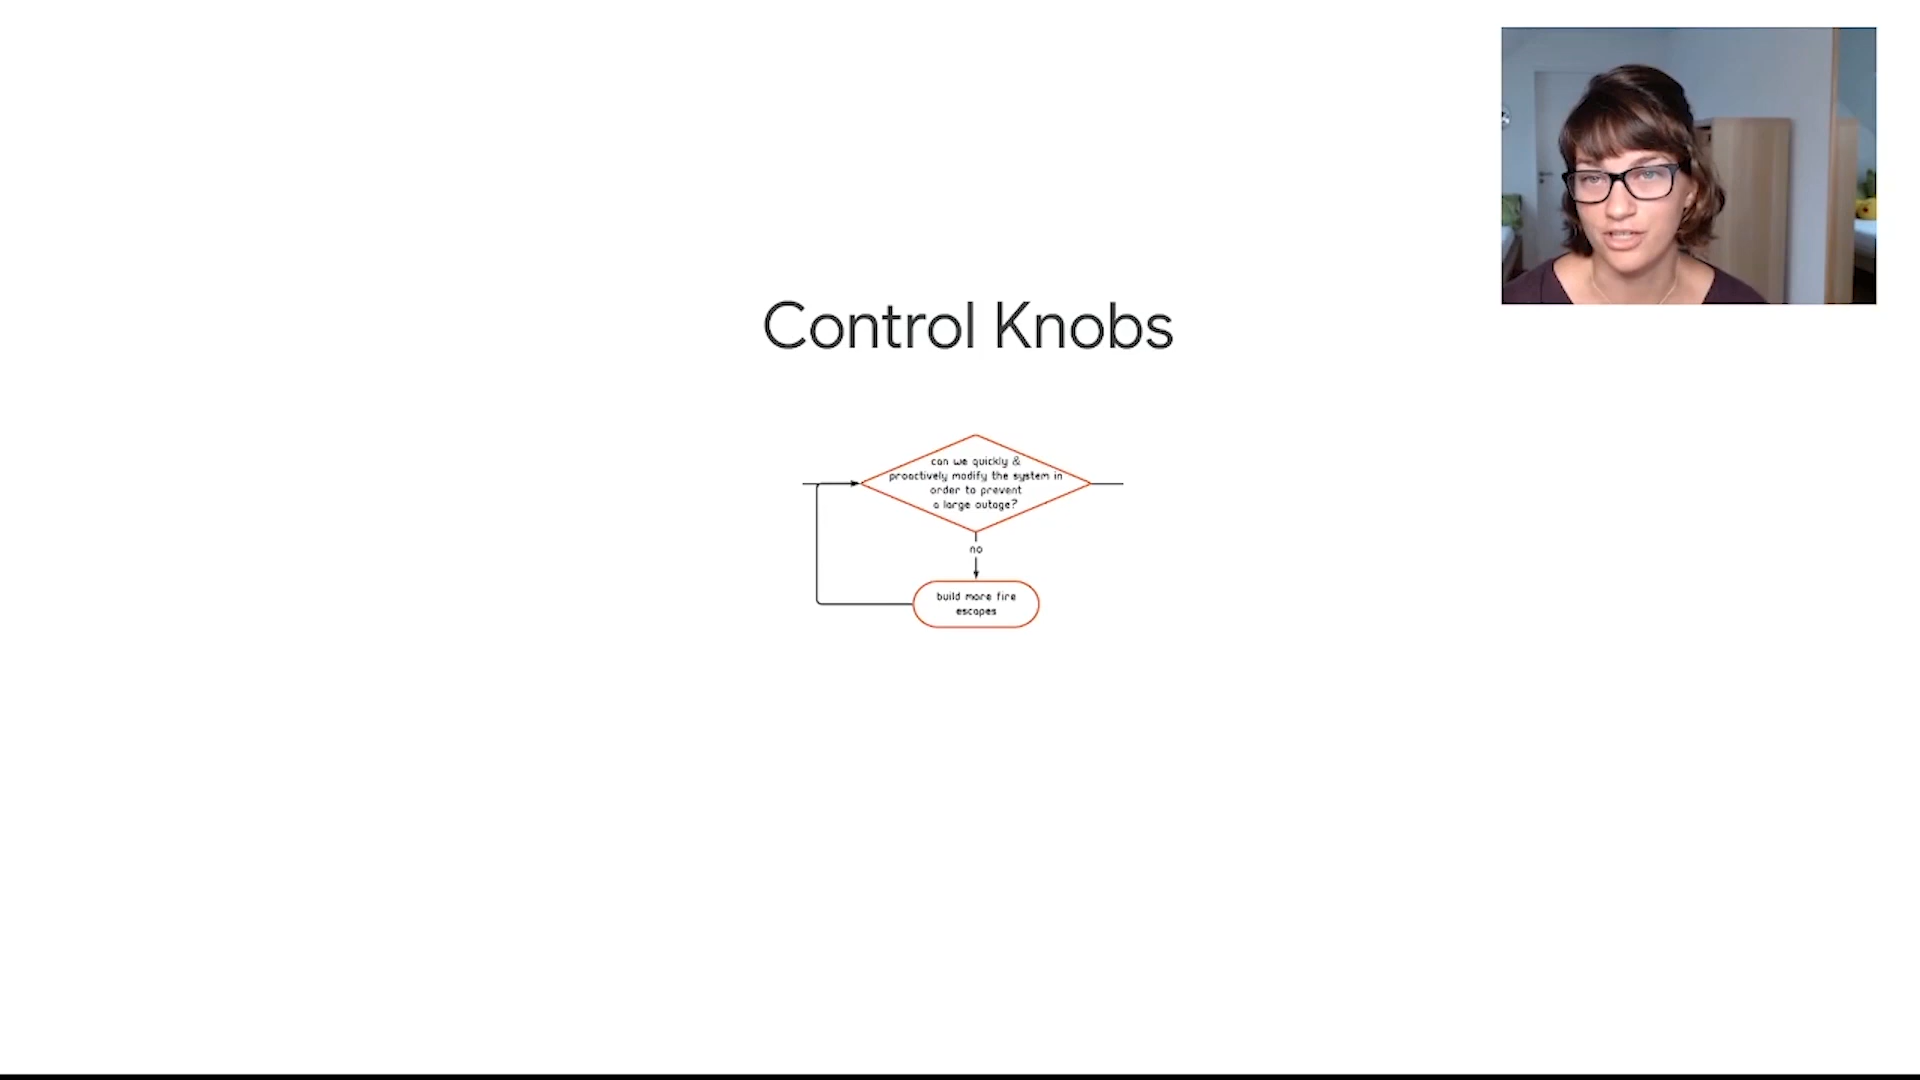 Control Knobs
can we quickly &
proactively modify the system in
order to prevent
a large outage?
no
build more fire
escapes